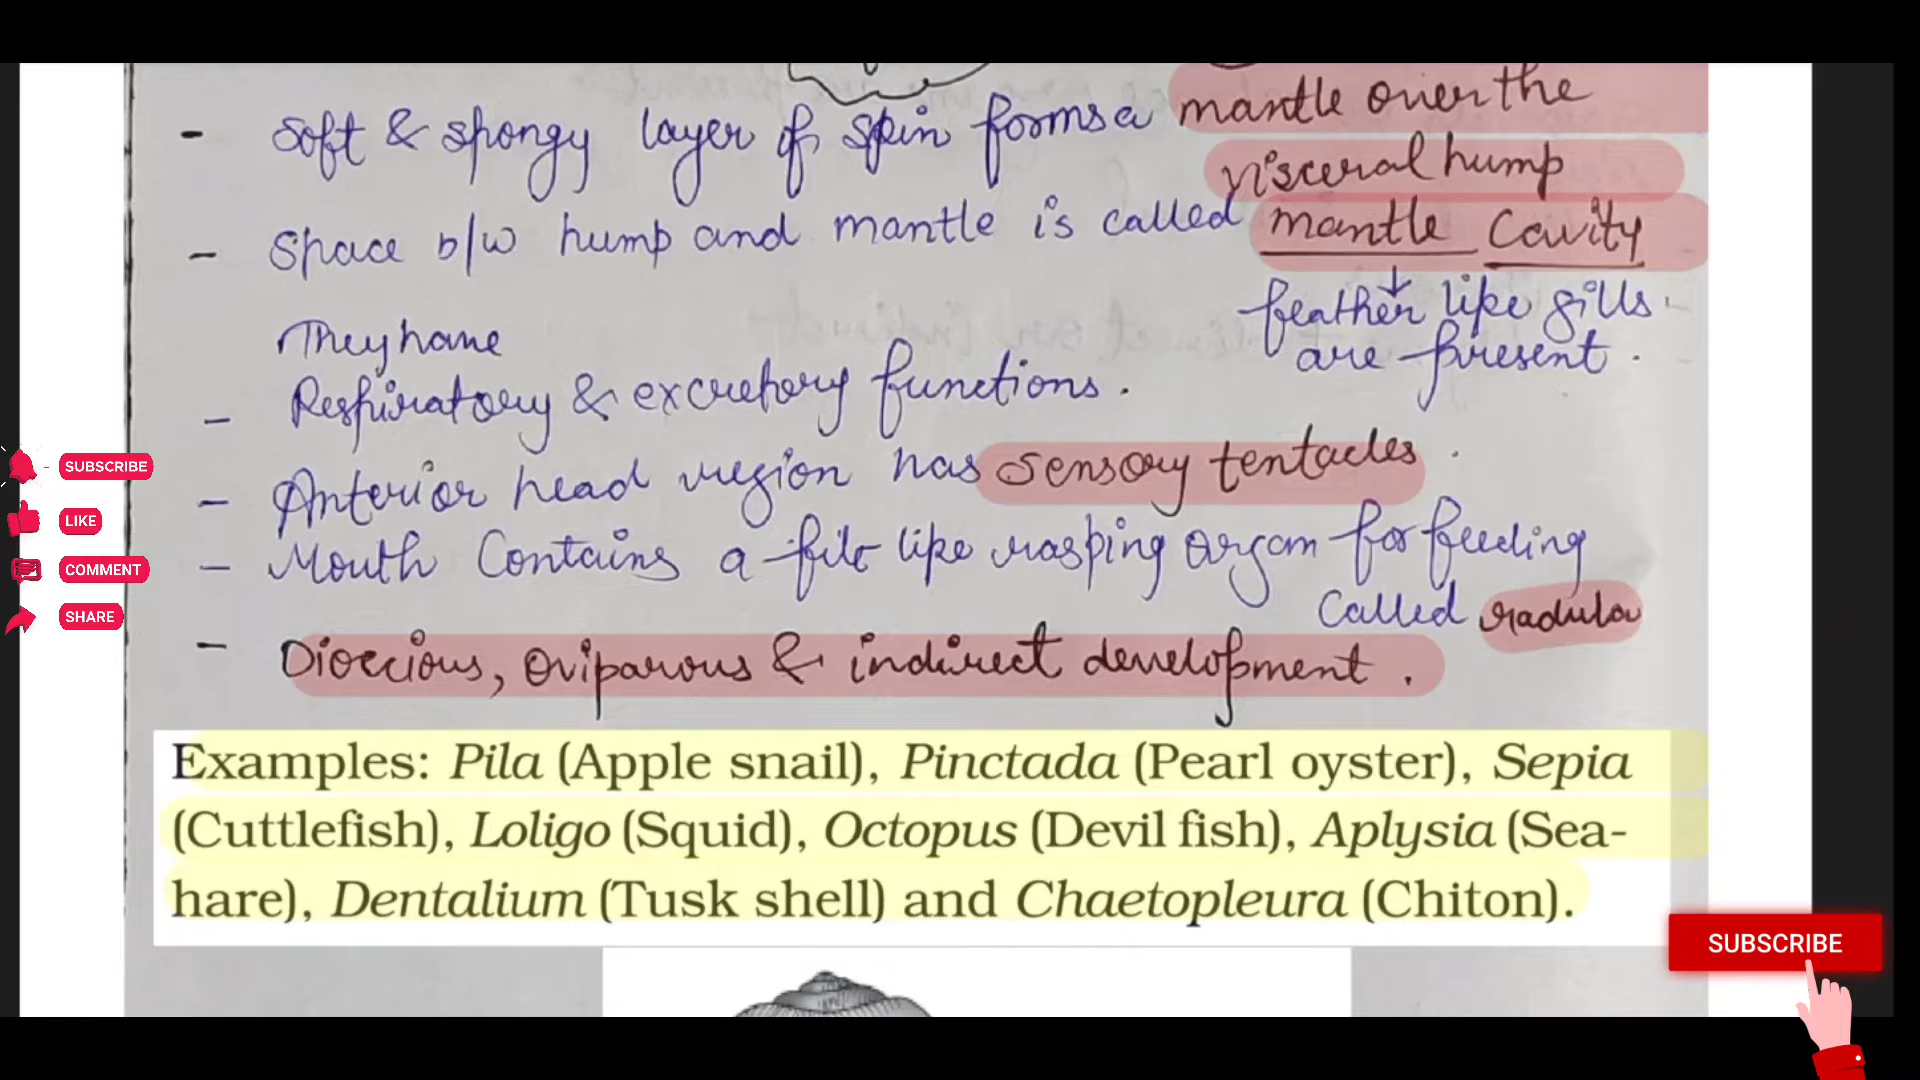 - Soft & spongy layer of spin forms a mantle over the
visceral hump
- Space b/w hump and mantle is called mantle Cavity
feather like gills
are present.
They have
- Respiratory & excretory functions.
- Anterior head region has sensory tentacles.
- Mouth Contains a file like rasping organ for feeding
Called radula
- Dioecious, oviparous & indirect development.
SUBSCRIBE
LIKE
COMMENT
SHARE
Examples: Pila (Apple snail), Pinctada (Pearl oyster), Sepia
(Cuttlefish), Loligo (Squid), Octopus (Devil fish), Aplysia (Sea-
hare), Dentalium (Tusk shell) and Chaetopleura (Chiton).
SUBSCRIBE